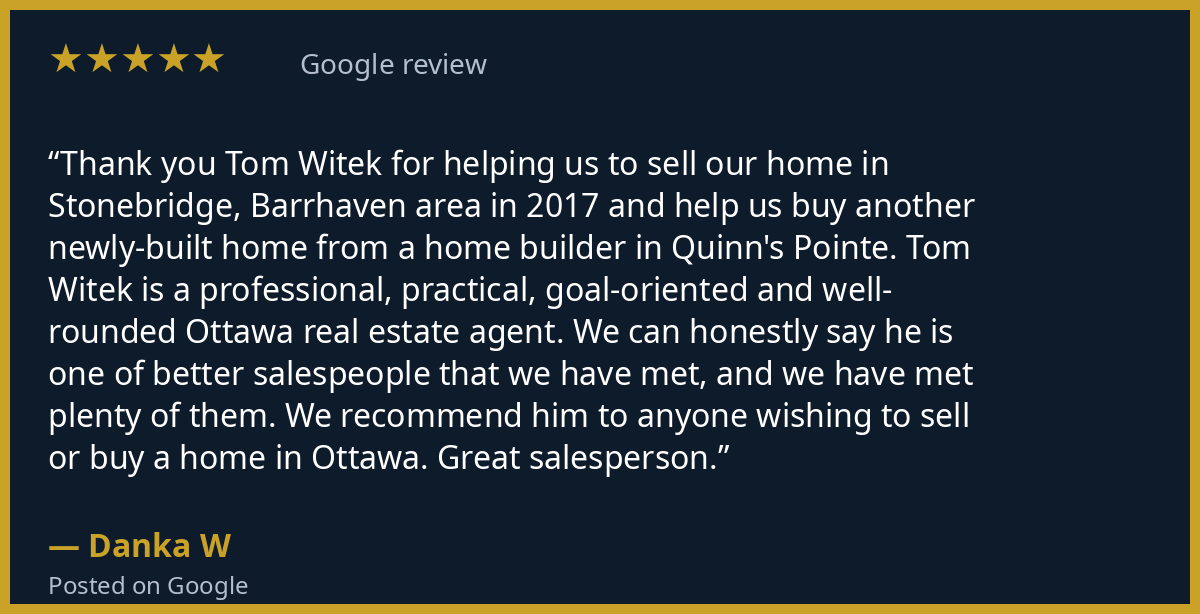 ★★★★★ Google review
“Thank you Tom Witek for helping us to sell our home in
Stonebridge, Barrhaven area in 2017 and help us buy another
newly-built home from a home builder in Quinn's Pointe. Tom
Witek is a professional, practical, goal-oriented and well-
rounded Ottawa real estate agent. We can honestly say he is
one of better salespeople that we have met, and we have met
plenty of them. We recommend him to anyone wishing to sell
or buy a home in Ottawa. Great salesperson.”
— Danka W
Posted on Google